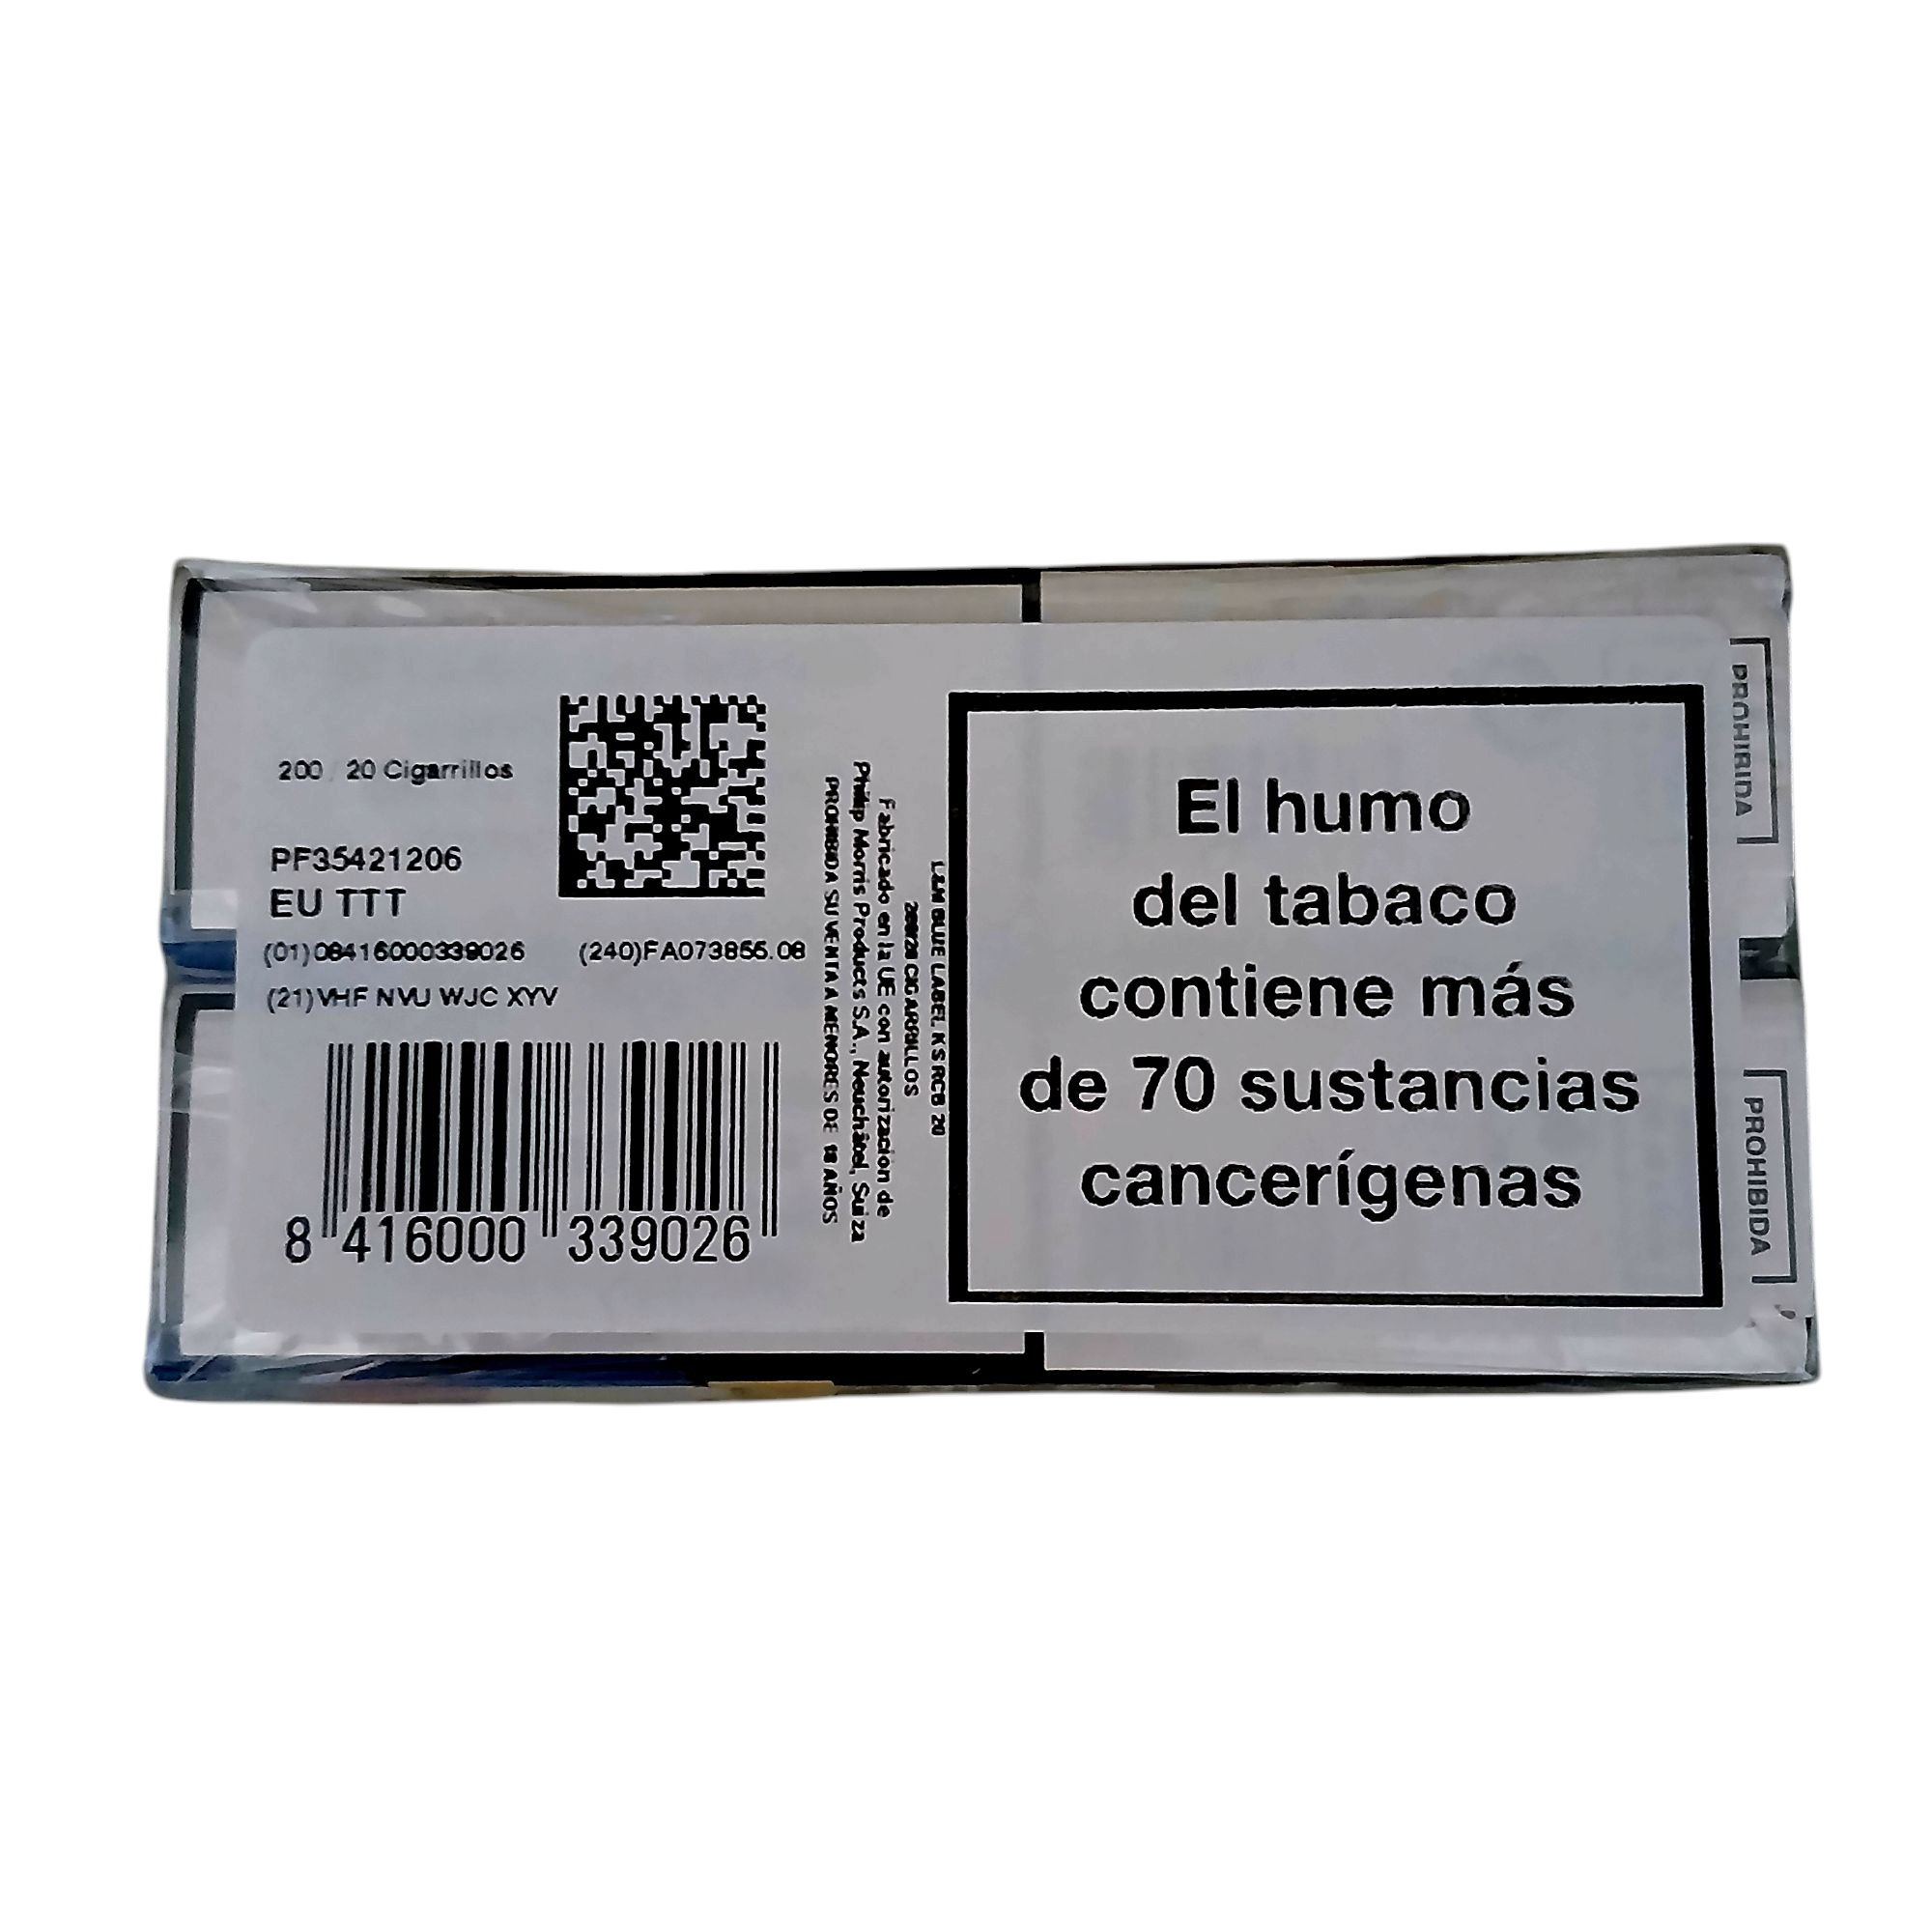 200 20 Cigarrillos
PF35421206
EU TTT
(01)08416000339026 (240)FA073855.08
(21)VHF NVU WJC XYV
8 416000 339026
L&M BLUE LABEL KS RCB 20
200/20 CIGARRILLOS
Fabricado en la UE con autorizacion de
Philip Morris Products S.A., Neuchâtel, Suiza
PROHIBIDA SU VENTA A MENORES DE 18 AÑOS
El humo
del tabaco
contiene más
de 70 sustancias
cancerígenas
PROHIBIDA
PROHIBIDA